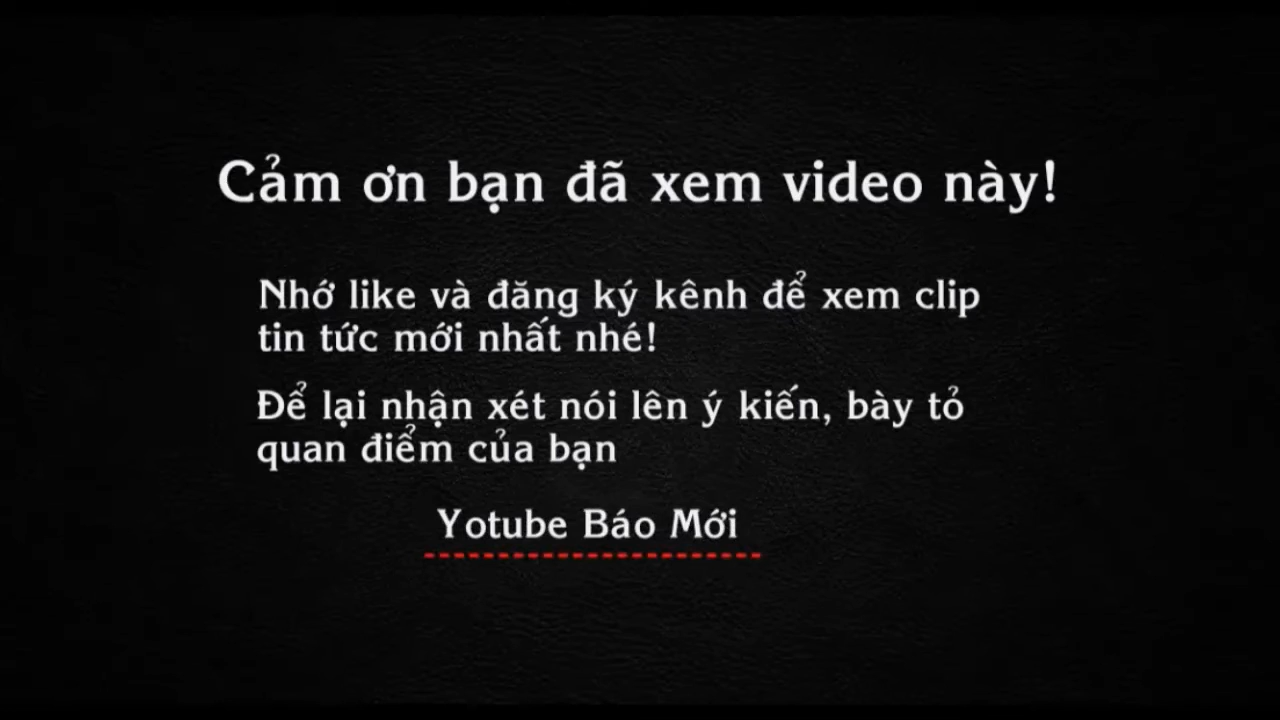 Cảm ơn bạn đã xem video này!
Nhớ like và đăng ký kênh để xem clip
tin tức mới nhất nhé!
Để lại nhận xét nói lên ý kiến, bày tỏ
quan điểm của bạn
Yotube Báo Mới